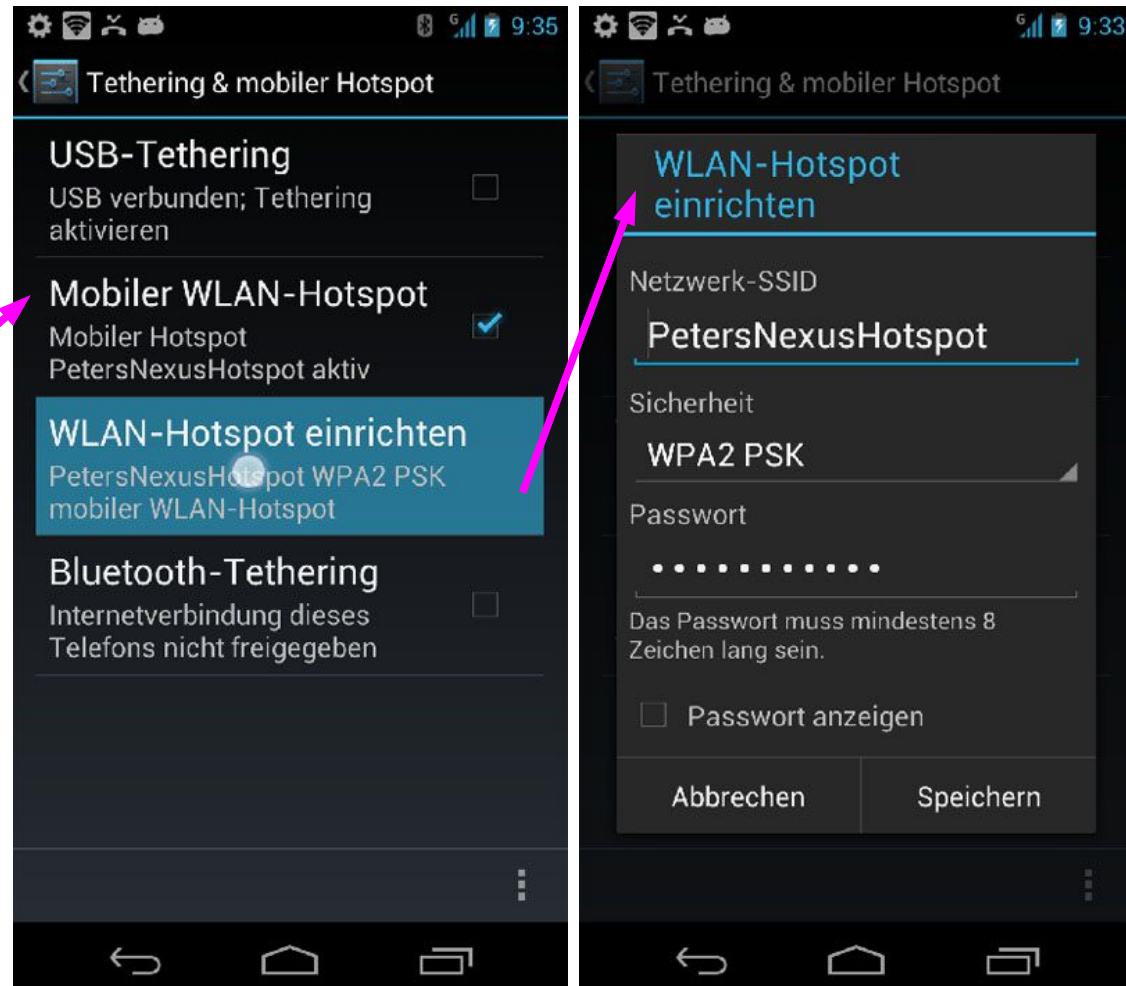 9:35
Tethering & mobiler Hotspot
USB-Tethering
USB verbunden; Tethering
aktivieren
Mobiler WLAN-Hotspot
Mobiler Hotspot
PetersNexusHotspot aktiv
WLAN-Hotspot einrichten
PetersNexusHotspot WPA2 PSK
mobiler WLAN-Hotspot
Bluetooth-Tethering
Internetverbindung dieses
Telefons nicht freigegeben
G
9:33
Tethering & mobiler Hotspot
WLAN-Hotspot
einrichten
Netzwerk-SSID
PetersNexusHotspot
Sicherheit
WPA2 PSK
Passwort
•••••••••••
Das Passwort muss mindestens 8
Zeichen lang sein.
Passwort anzeigen
Abbrechen
Speichern